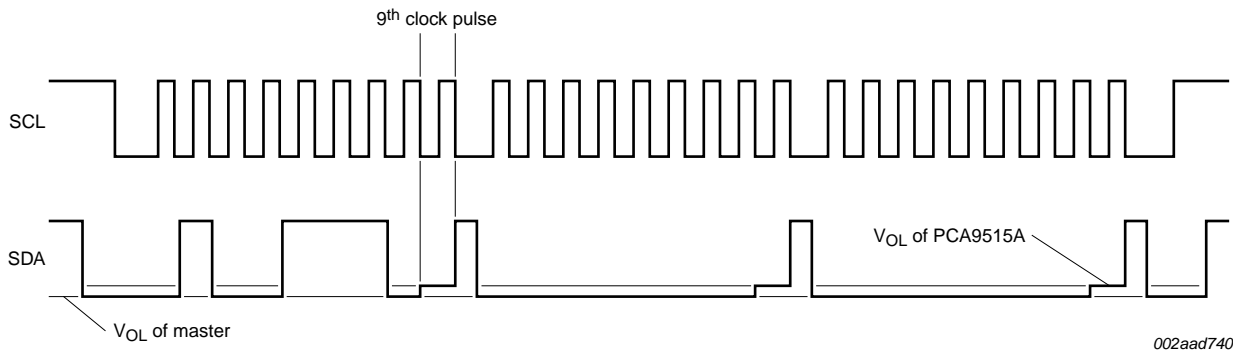 9th clock pulse
SCL
SDA
VOL of PCA9515A
VOL of master
002aad740